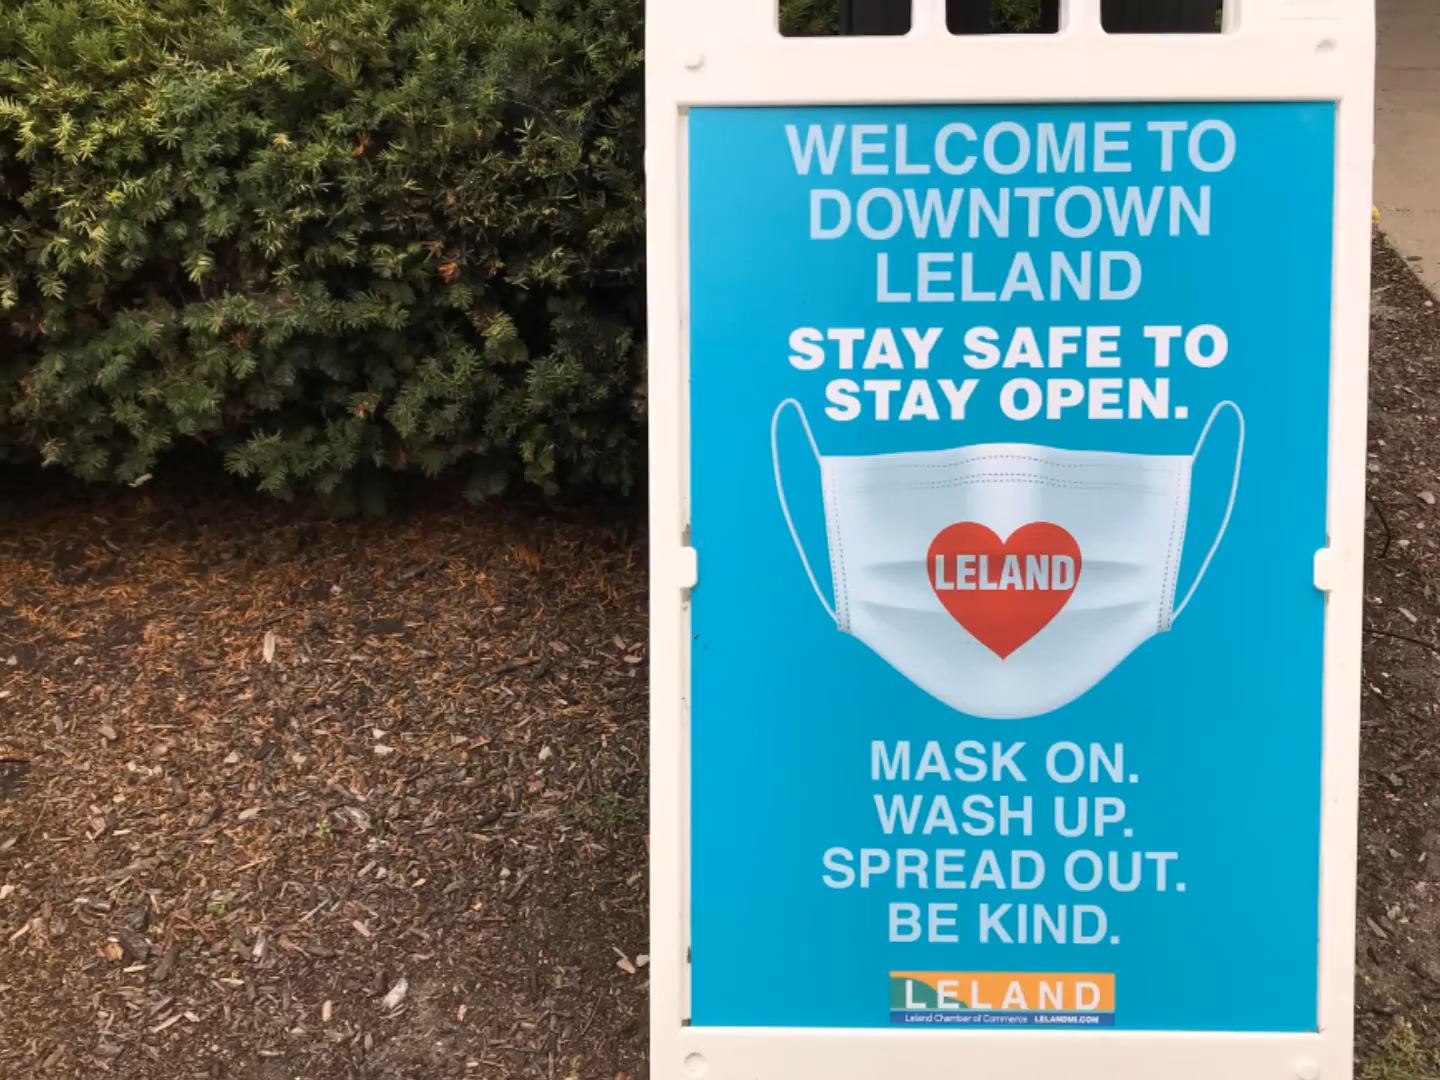 WELCOME TO
DOWNTOWN
LELAND
STAY SAFE TO
STAY OPEN.
LELAND
MASK ON.
WASH UP.
SPREAD OUT.
BE KIND.
LELAND
Leland Chamber of Commerce LELANDMI.COM